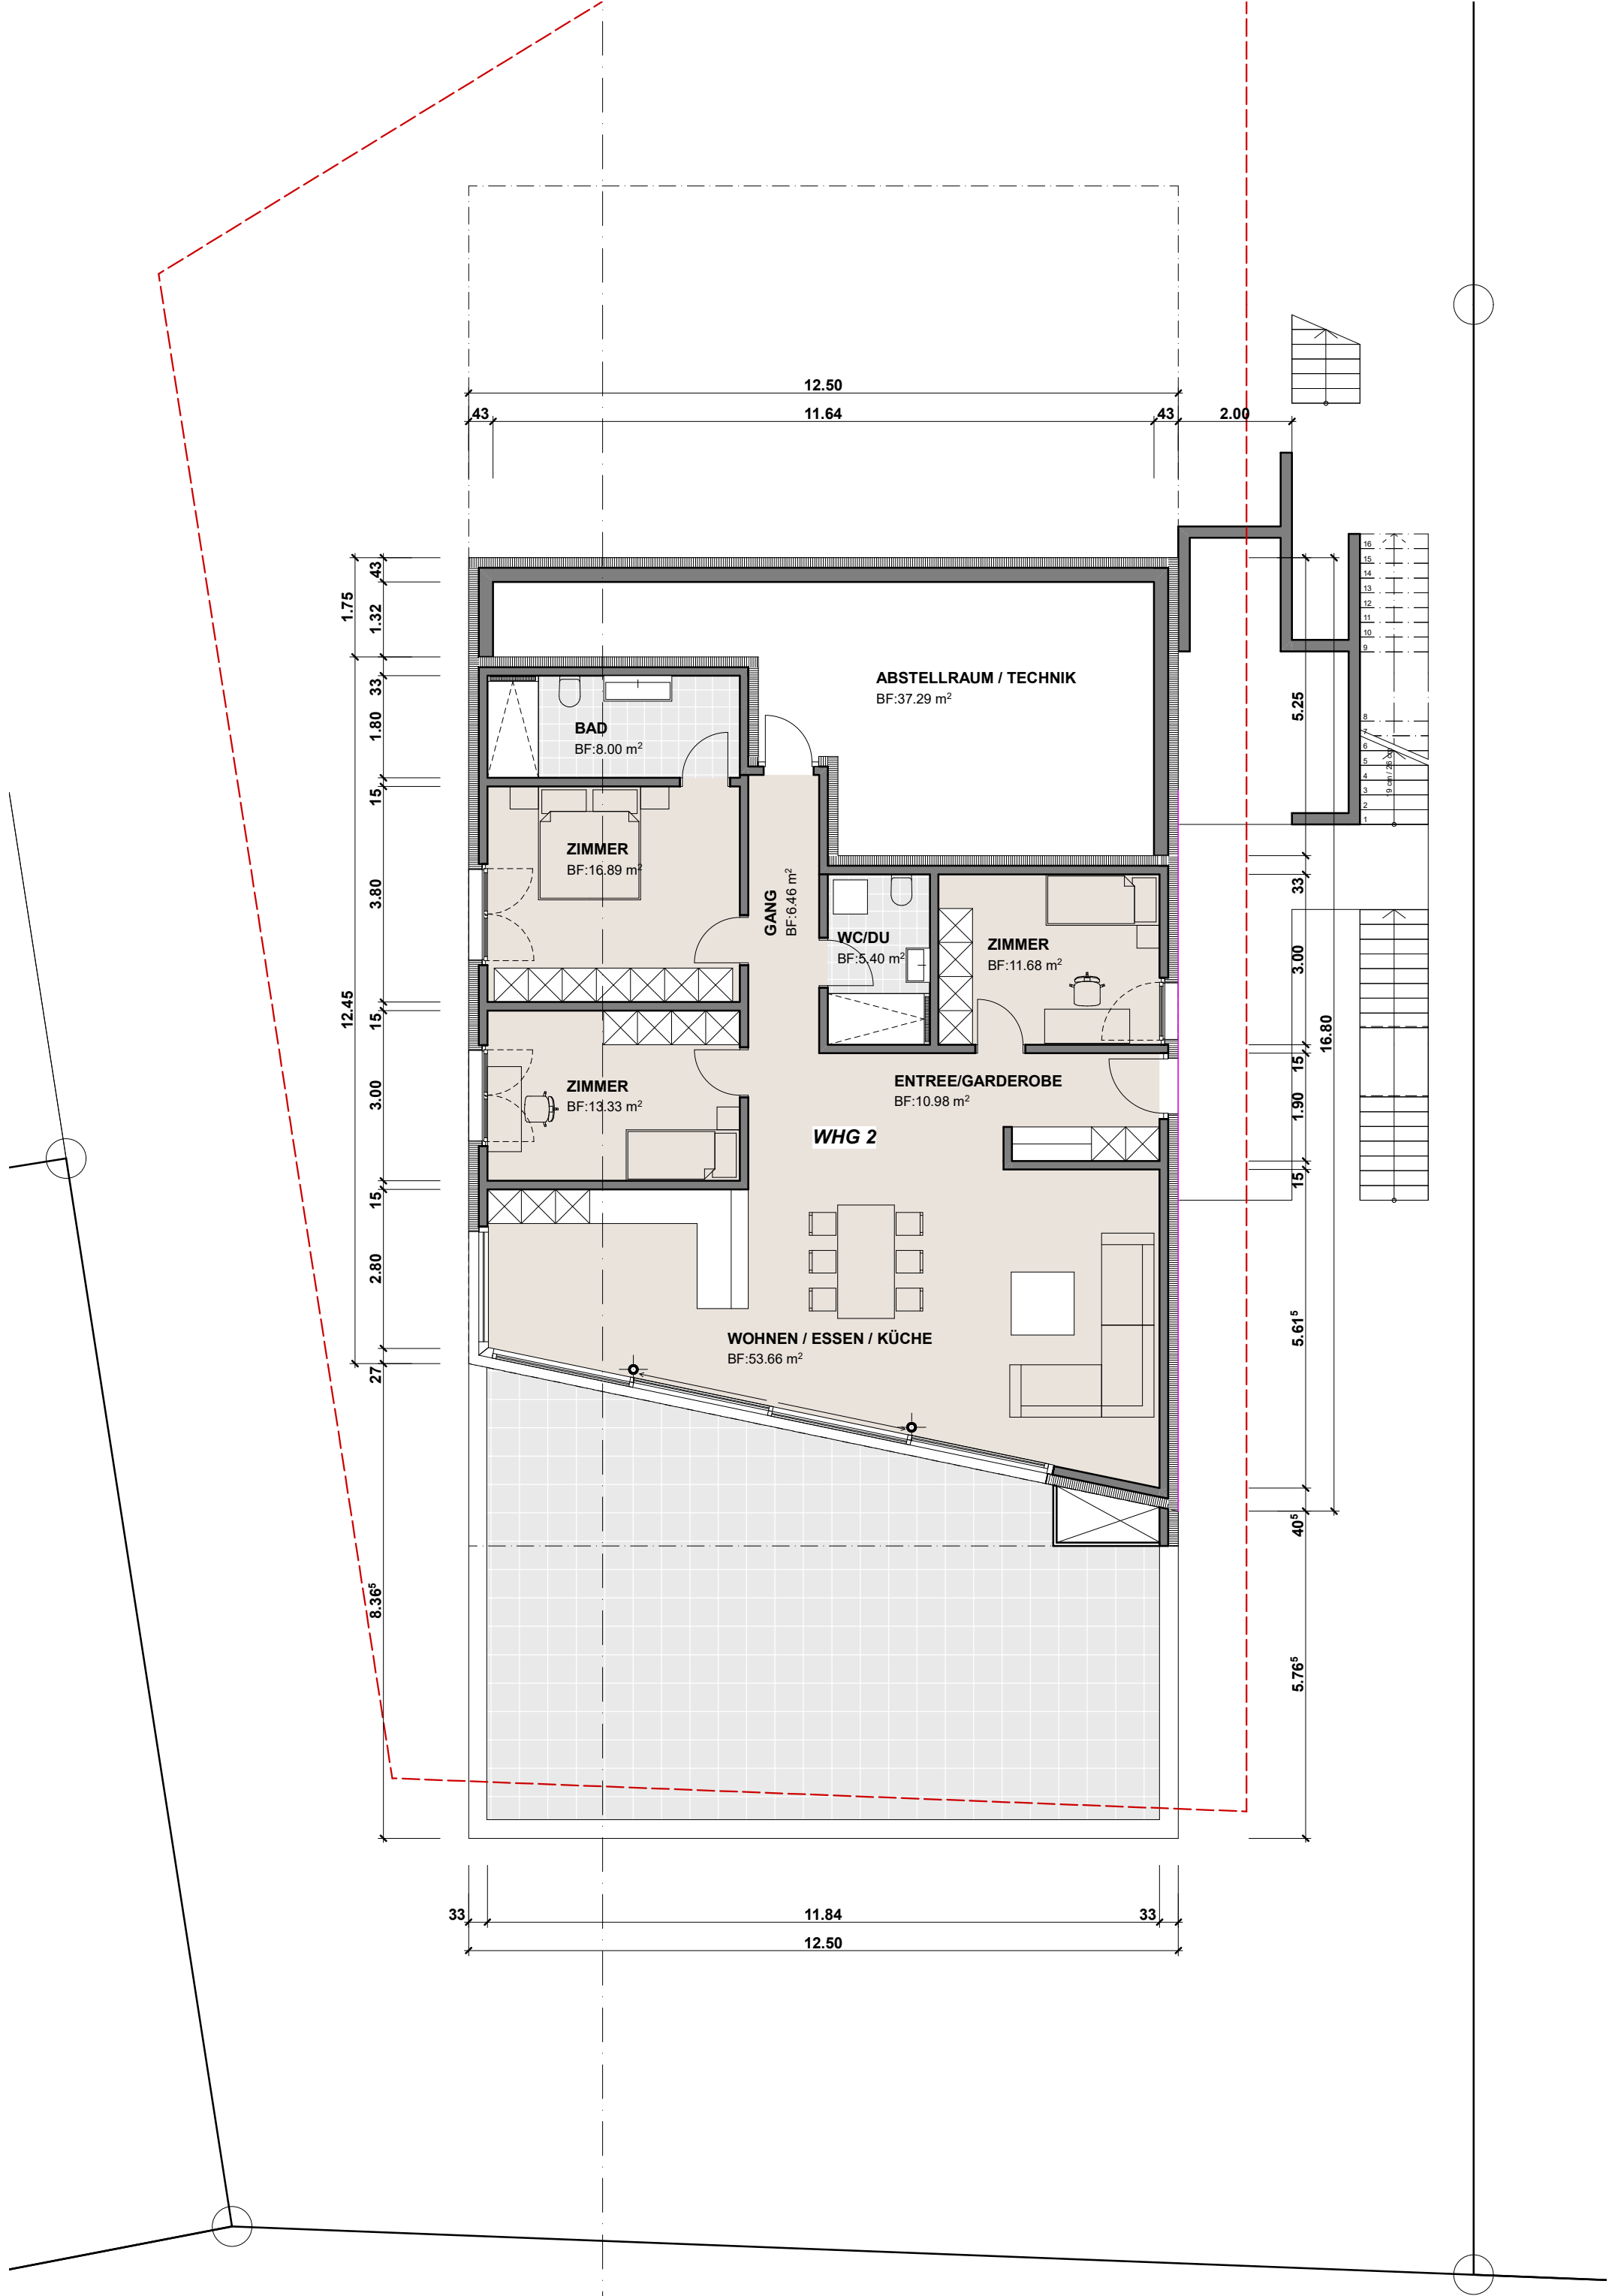 12.50
43
11.64
43
2.00
16
15
14
13
12
11
10
9
8
7
6
5
4
3
2
1
43
1.32
1.75
33
1.80
15
3.80
15
12.45
3.00
15
2.80
27
8.36⁵
ABSTELLRAUM / TECHNIK
BF:37.29 m²
BAD
BF:8.00 m²
ZIMMER
BF:16.89 m²
GANG
BF:6.46 m²
WC/DU
BF:5.40 m²
ZIMMER
BF:11.68 m²
ZIMMER
BF:13.33 m²
ENTREE/GARDEROBE
BF:10.98 m²
WHG 2
WOHNEN / ESSEN / KÜCHE
BF:53.66 m²
5.25
33
3.00
16.80
15
1.90
15
5.61⁵
40⁵
5.76⁵
33
11.84
33
12.50